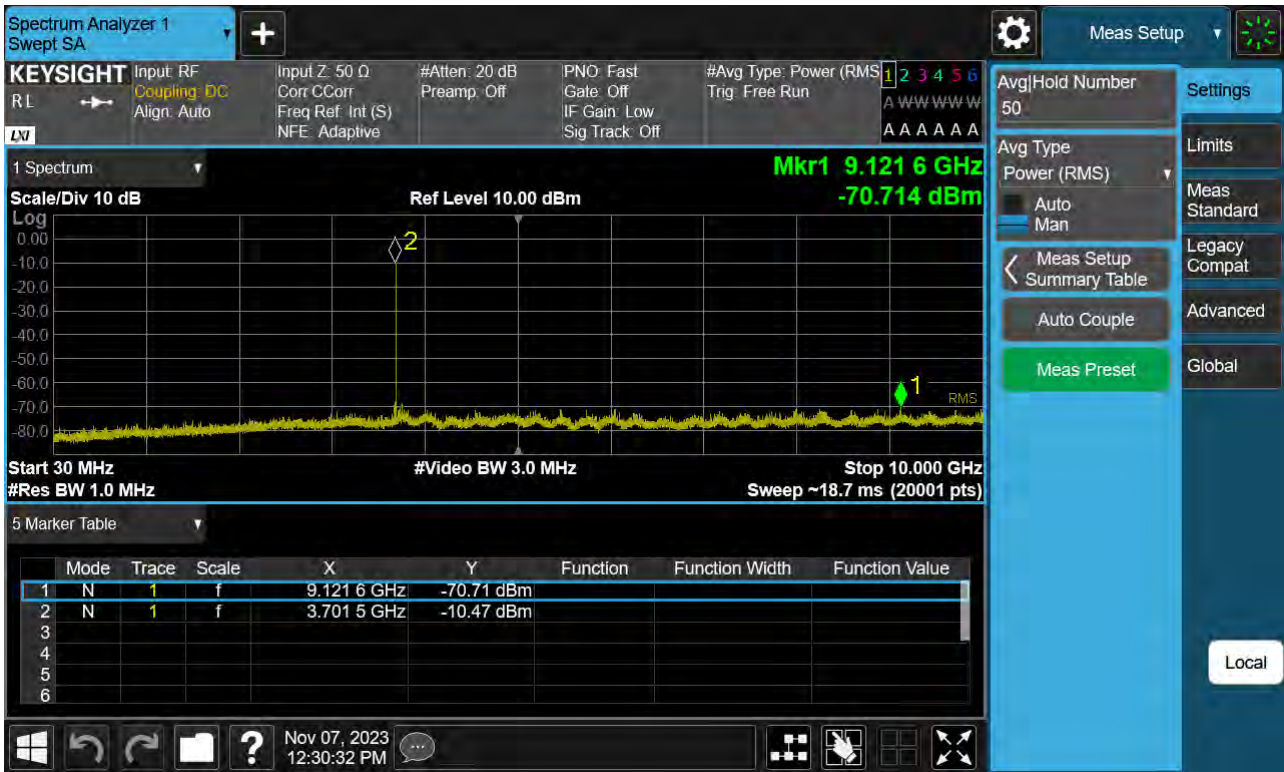 Spectrum Analyzer 1
Swept SA
Meas Setup
KEYSIGHT
RL
LXI
Input: RF
Coupling: DC
Align: Auto
Input Z: 50 Ω
Corr CCorr
Freq Ref: Int (S)
NFE: Adaptive
#Atten: 20 dB
Preamp: Off
PNO: Fast
Gate: Off
IF Gain: Low
Sig Track: Off
#Avg Type: Power (RMS
Trig: Free Run
1 2 3 4 5 6
A W W W W W
A A A A A A
1 Spectrum
Scale/Div 10 dB
Ref Level 10.00 dBm
Mkr1 9.121 6 GHz
-70.714 dBm
Log
0.00
-10.0
-20.0
-30.0
-40.0
-50.0
-60.0
-70.0
-80.0
2
1
RMS
Start 30 MHz
#Video BW 3.0 MHz
Stop 10.000 GHz
#Res BW 1.0 MHz
Sweep ~18.7 ms (20001 pts)
5 Marker Table
Mode Trace Scale X Y Function Function Width Function Value
1 N 1 f 9.121 6 GHz -70.71 dBm
2 N 1 f 3.701 5 GHz -10.47 dBm
3
4
5
6
Avg|Hold Number
50
Avg Type
Power (RMS)
Auto
Man
Meas Setup
Summary Table
Auto Couple
Meas Preset
Settings
Limits
Meas
Standard
Legacy
Compat
Advanced
Global
Local
?
Nov 07, 2023
12:30:32 PM